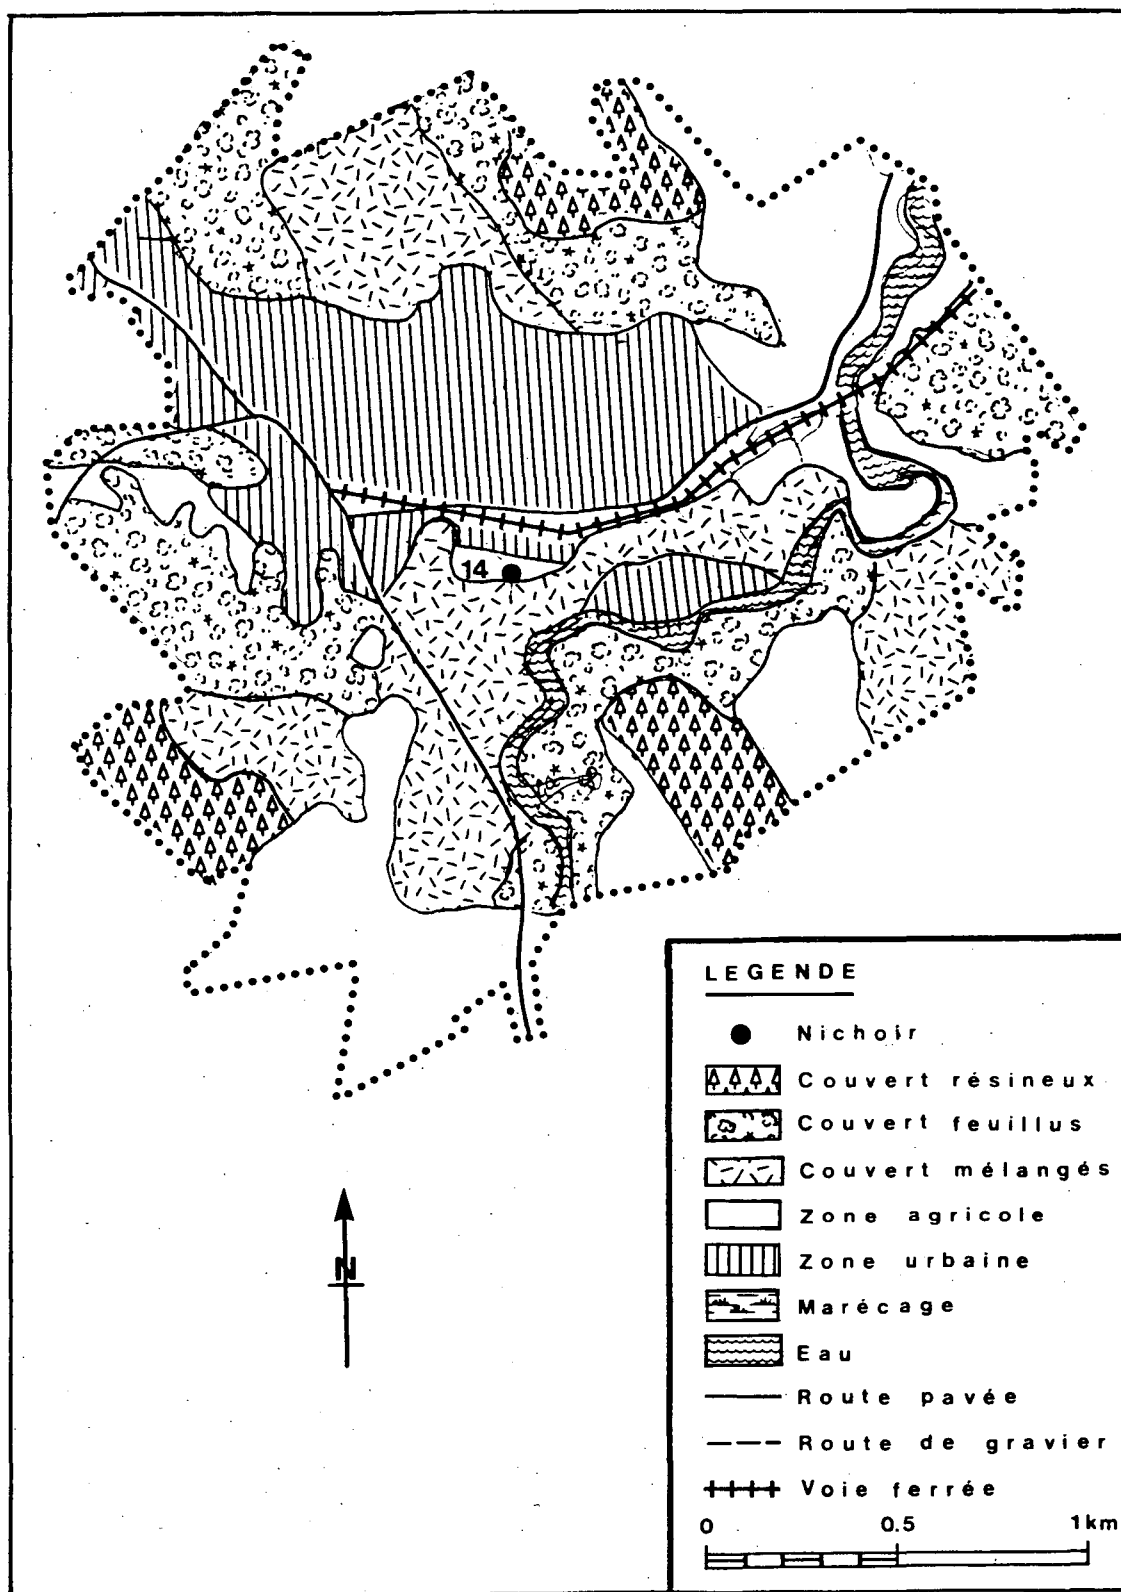 14
N
LEGENDE
Nichoir
Couvert résineux
Couvert feuillus
Couvert mélangés
Zone agricole
Zone urbaine
Marécage
Eau
Route pavée
Route de gravier
Voie ferrée
0 0.5 1km